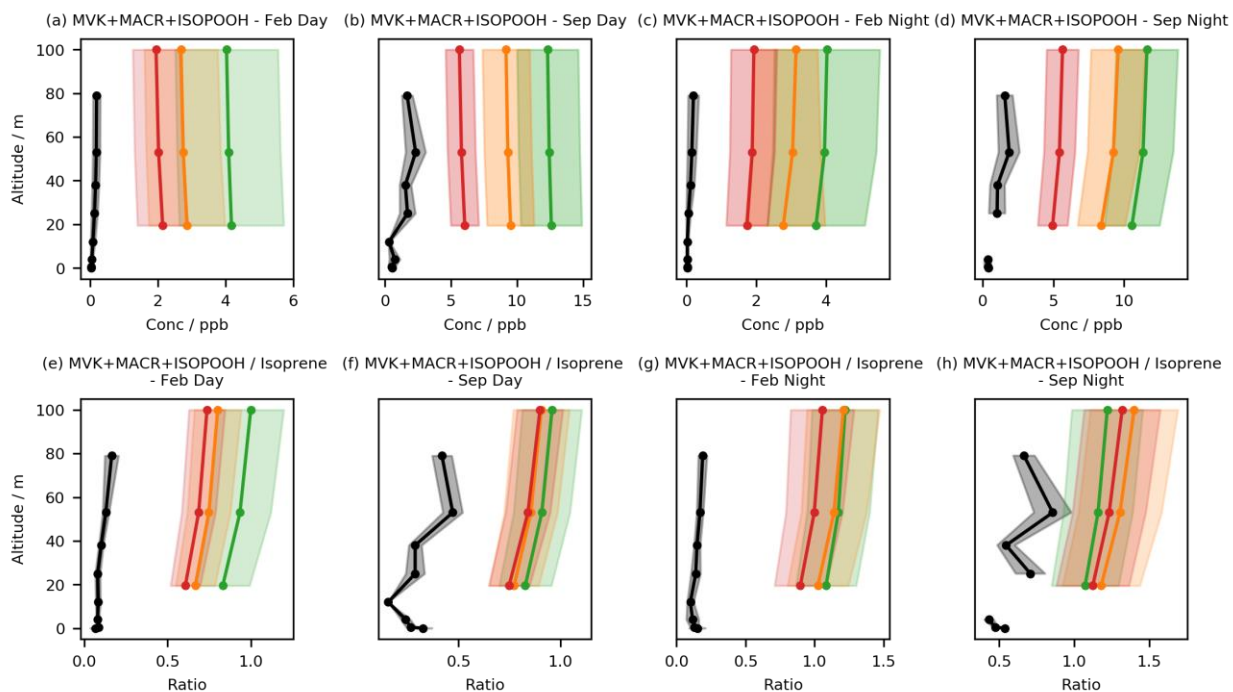 (a) MVK+MACR+ISOPOOH - Feb Day
(b) MVK+MACR+ISOPOOH - Sep Day
(c) MVK+MACR+ISOPOOH - Feb Night
(d) MVK+MACR+ISOPOOH - Sep Night
Altitude / m
100
80
60
40
20
0
0 2 4 6
Conc / ppb
0 5 10 15
Conc / ppb
0 2 4
Conc / ppb
0 5 10
Conc / ppb
(e) MVK+MACR+ISOPOOH / Isoprene
- Feb Day
(f) MVK+MACR+ISOPOOH / Isoprene
- Sep Day
(g) MVK+MACR+ISOPOOH / Isoprene
- Feb Night
(h) MVK+MACR+ISOPOOH / Isoprene
- Sep Night
Altitude / m
100
80
60
40
20
0
0.0 0.5 1.0
Ratio
0.5 1.0
Ratio
0.0 0.5 1.0 1.5
Ratio
0.5 1.0 1.5
Ratio